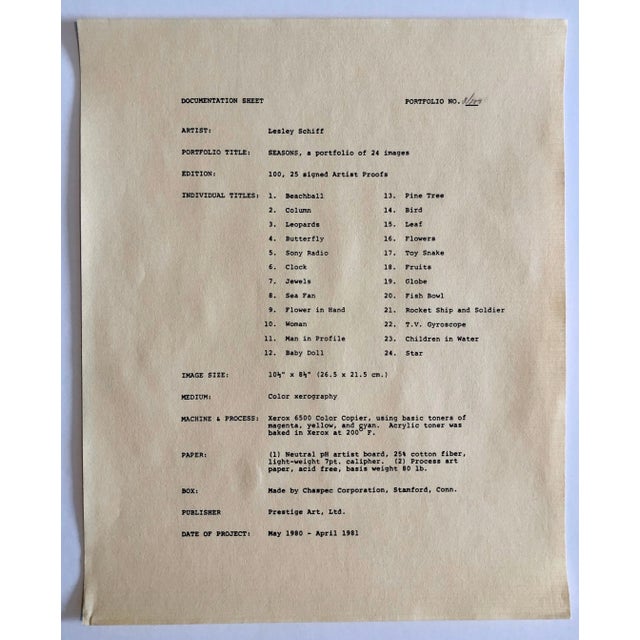 DOCUMENTATION SHEET PORTFOLIO NO. 8/100
ARTIST: Lesley Schiff
PORTFOLIO TITLE: SEASONS, a portfolio of 24 images
EDITION: 100, 25 signed Artist Proofs
INDIVIDUAL TITLES: 1. Beachball 13. Pine Tree
2. Column 14. Bird
3. Leopards 15. Leaf
4. Butterfly 16. Flowers
5. Sony Radio 17. Toy Snake
6. Clock 18. Fruits
7. Jewels 19. Globe
8. Sea Fan 20. Fish Bowl
9. Flower in Hand 21. Rocket Ship and Soldier
10. Woman 22. T.V. Gyroscope
11. Man in Profile 23. Children in Water
12. Baby Doll 24. Star
IMAGE SIZE: 10½" x 8½" (26.5 x 21.5 cm.)
MEDIUM: Color xerography
MACHINE & PROCESS: Xerox 6500 Color Copier, using basic toners of
magenta, yellow, and cyan. Acrylic toner was
baked in Xerox at 200° F.
PAPER: (1) Neutral pH artist board, 25% cotton fiber,
light-weight 7pt. calipher. (2) Process art
paper, acid free, basis weight 80 lb.
BOX: Made by Chaspec Corporation, Stamford, Conn.
PUBLISHER Prestige Art, Ltd.
DATE OF PROJECT: May 1980 - April 1981